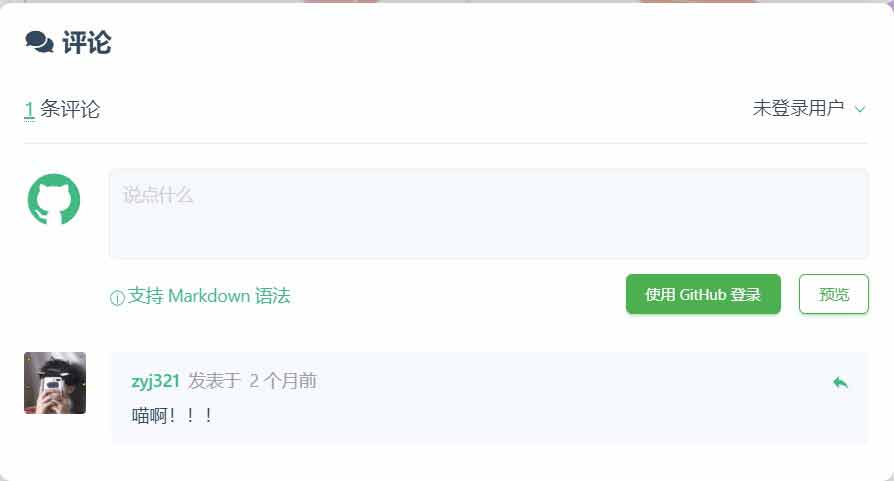 评论
1 条评论
未登录用户
说点什么
支持 Markdown 语法
使用 GitHub 登录
预览
zyj321 发表于 2 个月前
喵啊！！！